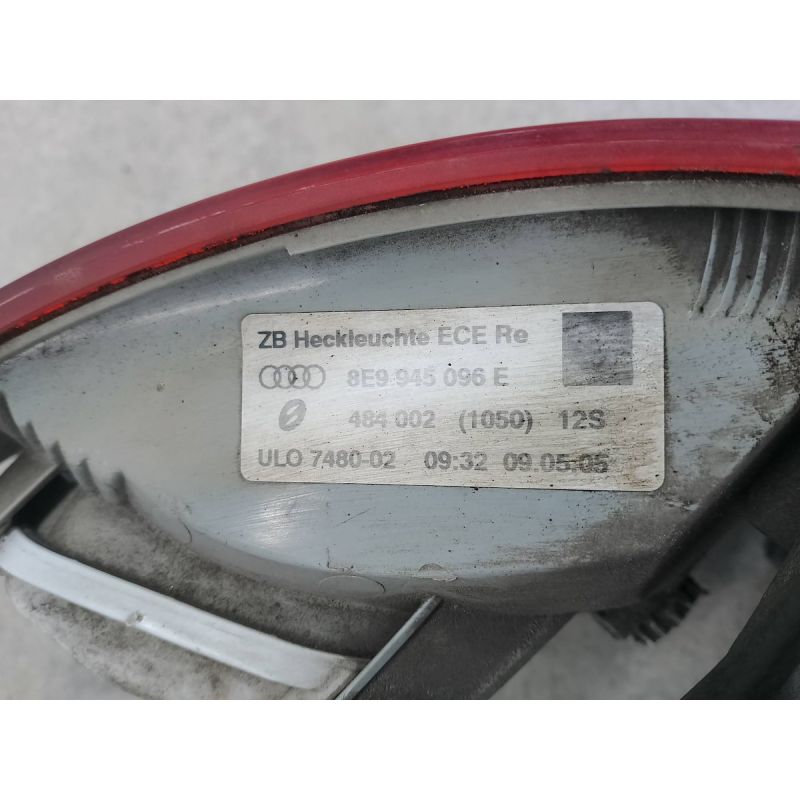 ZB Heckleuchte ECE Re
8E9 945 096 E
484 002 (1050) 12S
ULO 7480-02 09:32 09.05.05